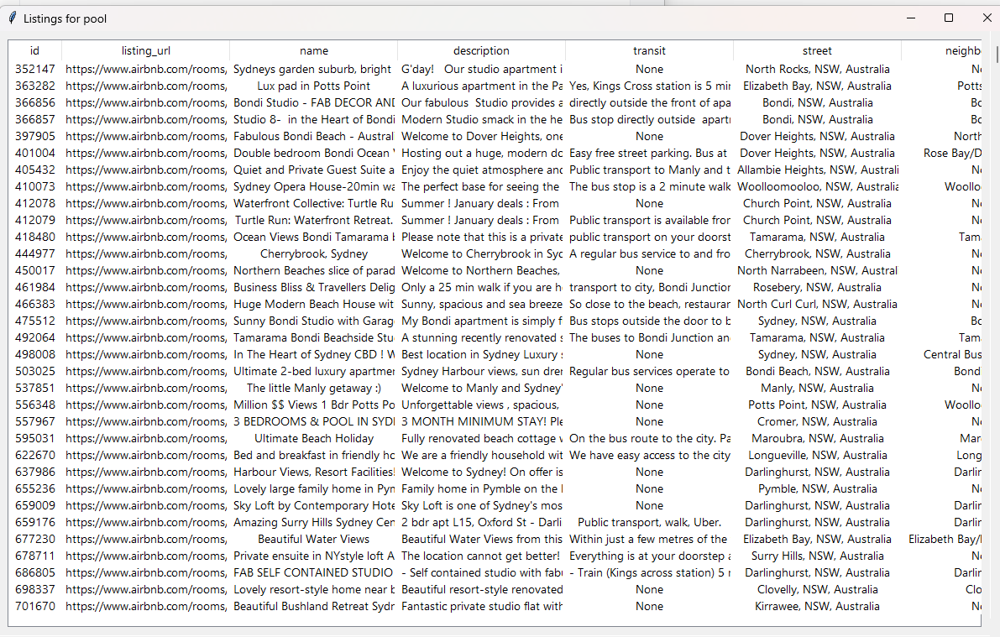 Listings for pool
id listing_url name description transit street neighb
352147 https://www.airbnb.com/rooms, Sydneys garden suburb, bright G'day! Our studio apartment i None North Rocks, NSW, Australia N
363282 https://www.airbnb.com/rooms, Lux pad in Potts Point A luxurious apartment in the Pa Yes, Kings Cross station is 5 min Elizabeth Bay, NSW, Australia Potts
366856 https://www.airbnb.com/rooms, Bondi Studio - FAB DECOR AND Our fabulous Studio provides a directly outside the front of apa Bondi, NSW, Australia Bo
366857 https://www.airbnb.com/rooms, Studio 8- in the Heart of Bondi Modern Studio smack in the he Bus stop directly outside apart Bondi, NSW, Australia Bo
397905 https://www.airbnb.com/rooms, Fabulous Bondi Beach - Austral Welcome to Dover Heights, one None Dover Heights, NSW, Australia North
401004 https://www.airbnb.com/rooms, Double bedroom Bondi Ocean Hosting out a huge, modern do Easy free street parking. Bus at Dover Heights, NSW, Australia Rose Bay/D
405432 https://www.airbnb.com/rooms, Quiet and Private Guest Suite a Enjoy the quiet atmosphere and Public transport to Manly and t Allambie Heights, NSW, Australi N
410073 https://www.airbnb.com/rooms, Sydney Opera House-20min wa The perfect base for seeing the The bus stop is a 2 minute walk Woolloomooloo, NSW, Australia Woollo
412078 https://www.airbnb.com/rooms, Waterfront Collective: Turtle Ru Summer ! January deals : From None Church Point, NSW, Australia N
412079 https://www.airbnb.com/rooms, Turtle Run: Waterfront Retreat. Summer ! January deals : From Public transport is available fror Church Point, NSW, Australia N
418480 https://www.airbnb.com/rooms, Ocean Views Bondi Tamarama b Please note that this is a private public transport on your doorst Tamarama, NSW, Australia Tam
444977 https://www.airbnb.com/rooms, Cherrybrook, Sydney Welcome to Cherrybrook in Syd A regular bus service to and fro Cherrybrook, NSW, Australia N
450017 https://www.airbnb.com/rooms, Northern Beaches slice of parad Welcome to Northern Beaches, None North Narrabeen, NSW, Austral N
461984 https://www.airbnb.com/rooms, Business Bliss & Travellers Delig Only a 25 min walk if you are h transport to city, Bondi Junction Rosebery, NSW, Australia N
466383 https://www.airbnb.com/rooms, Huge Modern Beach House wit Sunny, spacious and sea breeze So close to the beach, restaurar North Curl Curl, NSW, Australia N
475512 https://www.airbnb.com/rooms, Sunny Bondi Studio with Garag My Bondi apartment is simply f Bus stops outside the door to b Sydney, NSW, Australia Bo
492064 https://www.airbnb.com/rooms, Tamarama Bondi Beachside Stu A stunning recently renovated s The buses to Bondi Junction an Tamarama, NSW, Australia Tam
498008 https://www.airbnb.com/rooms, In The Heart of Sydney CBD ! W Best location in Sydney Luxury s None Sydney, NSW, Australia Central Bus
503025 https://www.airbnb.com/rooms, Ultimate 2-bed luxury apartmer Sydney Harbour views, sun drer Regular bus services operate to Bondi Beach, NSW, Australia Bond
537851 https://www.airbnb.com/rooms, The little Manly getaway :) Welcome to Manly and Sydney' None Manly, NSW, Australia N
556348 https://www.airbnb.com/rooms, Million $$ Views 1 Bdr Potts Po Unforgettable views , spacious, None Potts Point, NSW, Australia Woollo
557967 https://www.airbnb.com/rooms, 3 BEDROOMS & POOL IN SYDI 3 MONTH MINIMUM STAY! Ple None Cromer, NSW, Australia N
595031 https://www.airbnb.com/rooms, Ultimate Beach Holiday Fully renovated beach cottage w On the bus route to the city. Pa Maroubra, NSW, Australia Mar
622670 https://www.airbnb.com/rooms, Bed and breakfast in friendly ho We are a friendly household wit We have easy access to the city Longueville, NSW, Australia Long
637986 https://www.airbnb.com/rooms, Harbour Views, Resort Facilities! Welcome to Sydney! On offer is None Darlinghurst, NSW, Australia Darlin
655236 https://www.airbnb.com/rooms, Lovely large family home in Pyn Family home in Pymble on the None Pymble, NSW, Australia N
659009 https://www.airbnb.com/rooms, Sky Loft by Contemporary Hote Sky Loft is one of Sydney's mos None Darlinghurst, NSW, Australia Darlin
659176 https://www.airbnb.com/rooms, Amazing Surry Hills Sydney Cen 2 bdr apt L15, Oxford St - Darli Public transport, walk, Uber. Darlinghurst, NSW, Australia Darlin
677230 https://www.airbnb.com/rooms, Beautiful Water Views Beautiful Water Views from this Within just a few metres of the Elizabeth Bay, NSW, Australia Elizabeth Bay/
678711 https://www.airbnb.com/rooms, Private ensuite in NYstyle loft A The location cannot get better! Everything is at your doorstep a Surry Hills, NSW, Australia N
686805 https://www.airbnb.com/rooms, FAB SELF CONTAINED STUDIO - Self contained studio with fabu - Train (Kings across station) 5 r Darlinghurst, NSW, Australia Darlin
698337 https://www.airbnb.com/rooms, Lovely resort-style home near b Beautiful resort-style renovated None Clovelly, NSW, Australia Clo
701670 https://www.airbnb.com/rooms, Beautiful Bushland Retreat Sydr Fantastic private studio flat with None Kirrawee, NSW, Australia N